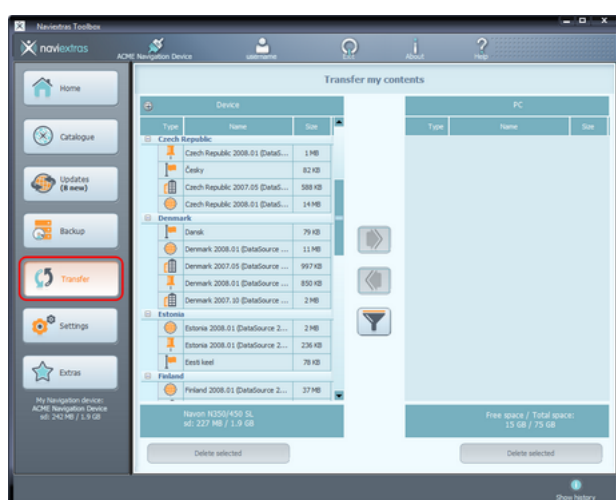 Naviextras Toolbox
naviextras
ACME Navigation Device
username
Exit
About
Help
Home
Catalogue
Updates
(8 new)
Backup
Transfer
Settings
Extras
My Navigation device:
ACME Navigation Device
sd: 242 MB / 1.9 GB
Transfer my contents
Device
Type Name Size
Czech Republic
Czech Republic 2008.01 (DataS... 1 MB
Česky 82 KB
Czech Republic 2007.05 (DataS... 588 KB
Czech Republic 2008.01 (DataS... 14 MB
Denmark
Dansk 79 KB
Denmark 2008.01 (DataSource ... 11 MB
Denmark 2007.05 (DataSource ... 997 KB
Denmark 2008.01 (DataSource ... 850 KB
Denmark 2007.10 (DataSource ... 2 MB
Estonia
Estonia 2008.01 (DataSource 2... 2 MB
Estonia 2008.01 (DataSource 2... 236 KB
Eesti keel 78 KB
Finland
Finland 2008.01 (DataSource 2... 37 MB
Navon N350/450 SL
sd: 227 MB / 1.9 GB
Delete selected
PC
Type Name Size
Free space / Total space:
15 GB / 75 GB
Delete selected
Show history